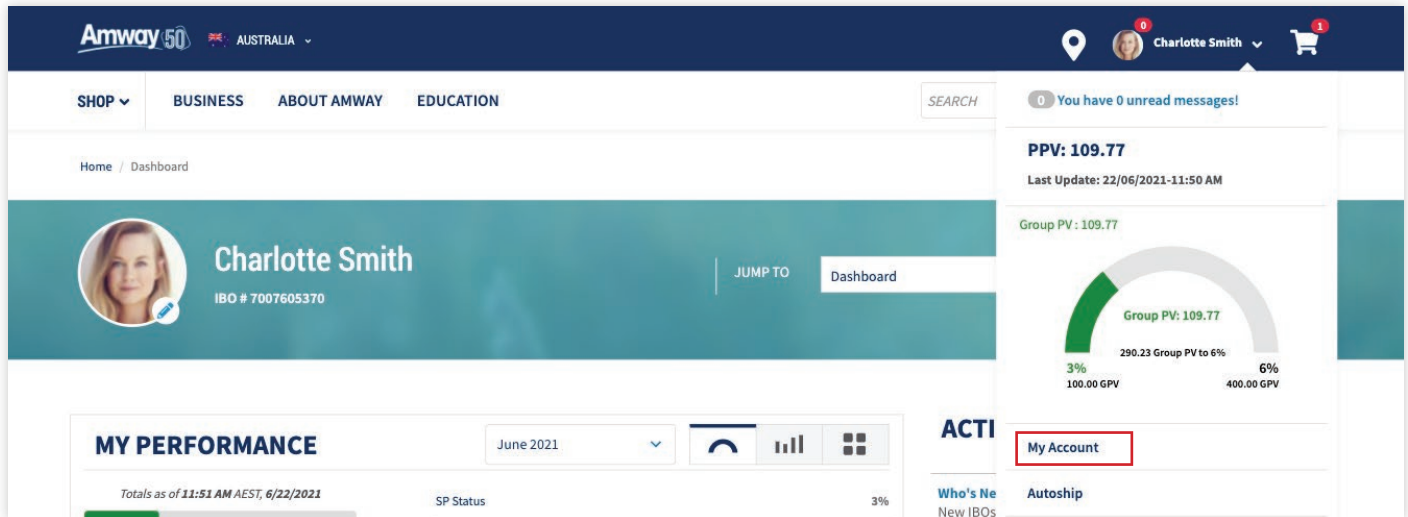 Amway 50 AUSTRALIA
0 Charlotte Smith 1
SHOP BUSINESS ABOUT AMWAY EDUCATION SEARCH
0 You have 0 unread messages!
PPV: 109.77
Last Update: 22/06/2021-11:50 AM
Home / Dashboard
Charlotte Smith
IBO # 7007605370
JUMP TO Dashboard
Group PV : 109.77
Group PV: 109.77
290.23 Group PV to 6%
3% 6%
100.00 GPV 400.00 GPV
My Account
Autoship
MY PERFORMANCE June 2021
Totals as of 11:51 AM AEST, 6/22/2021
SP Status 3%
ACTI
Who's Ne
New IBOs